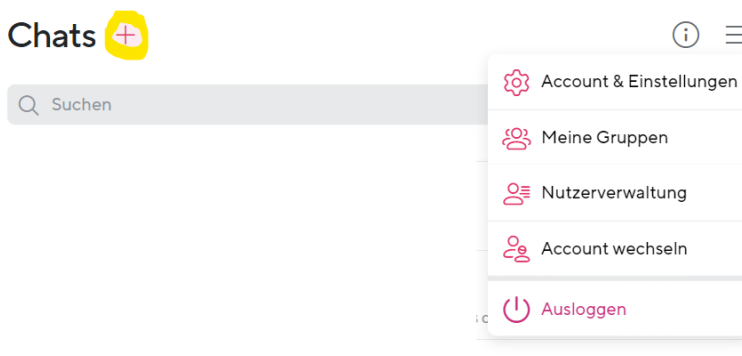 Chats
Suchen
Account & Einstellungen
Meine Gruppen
Nutzerverwaltung
Account wechseln
Ausloggen